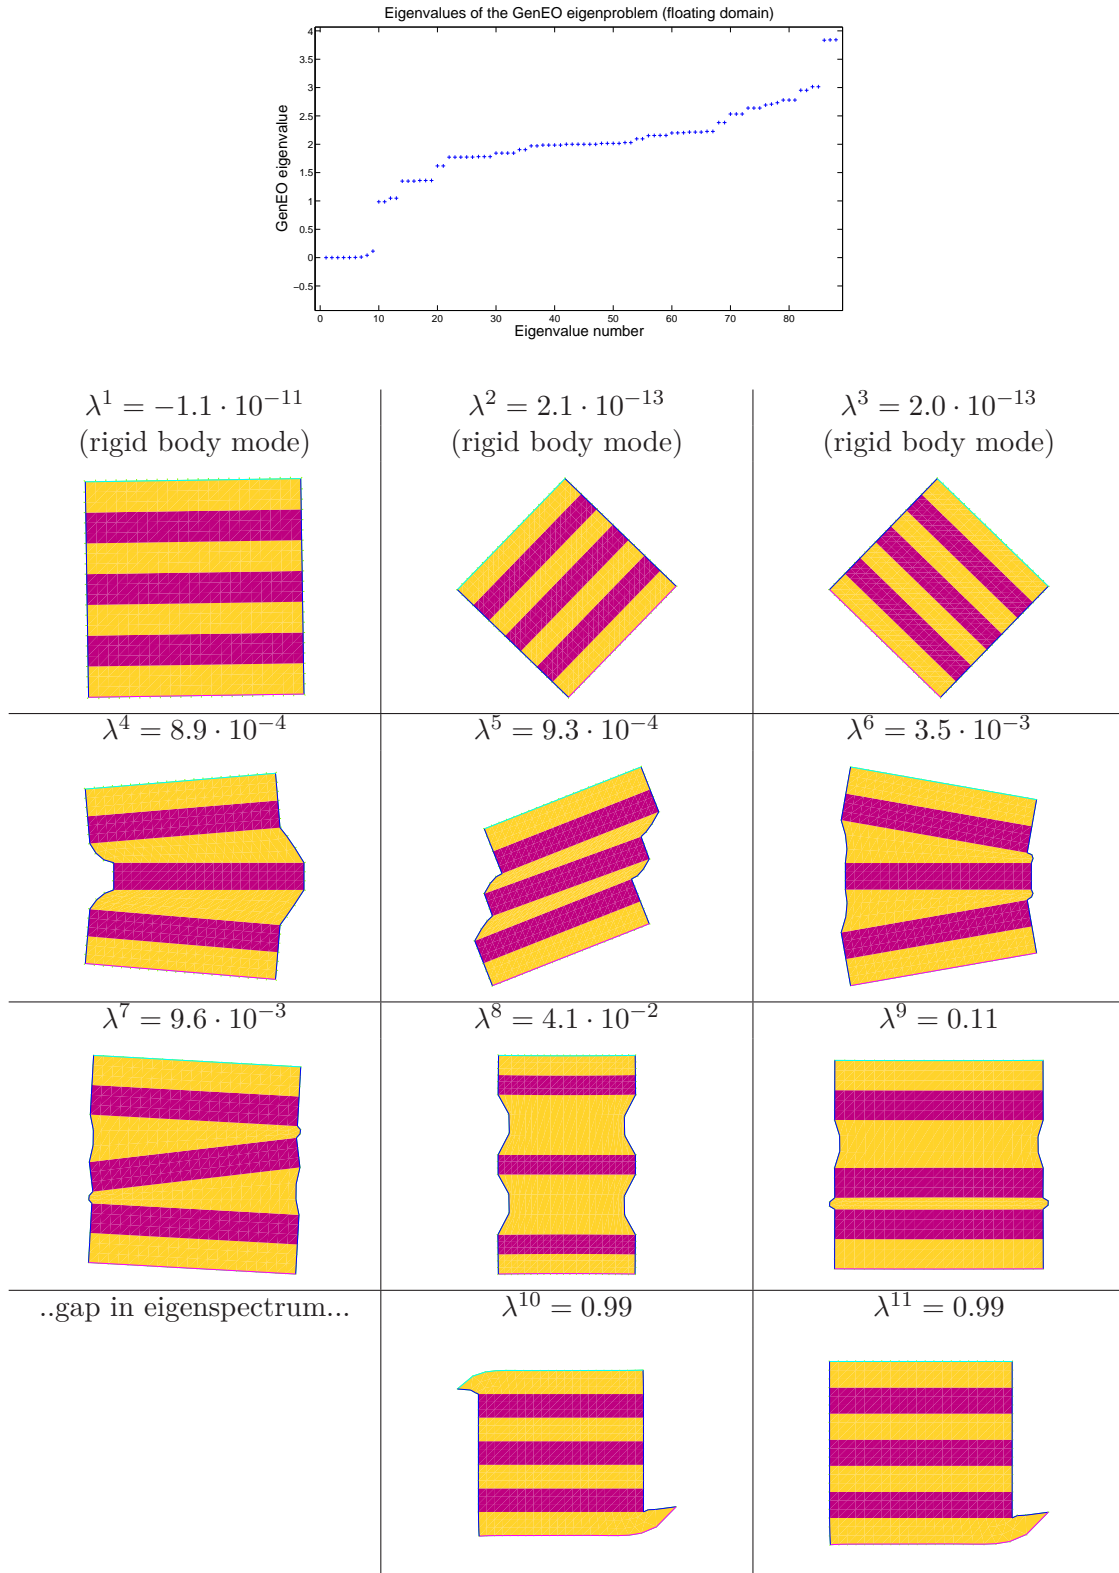 Eigenvalues of the GenEO eigenproblem (floating domain)
4
3.5
3
2.5
2
1.5
1
0.5
0
−0.5
GenEO eigenvalue
0 10 20 30 40 50 60 70 80
Eigenvalue number
λ¹ = −1.1 · 10⁻¹¹ λ² = 2.1 · 10⁻¹³ λ³ = 2.0 · 10⁻¹³
(rigid body mode) (rigid body mode) (rigid body mode)
λ⁴ = 8.9 · 10⁻⁴ λ⁵ = 9.3 · 10⁻⁴ λ⁶ = 3.5 · 10⁻³
λ⁷ = 9.6 · 10⁻³ λ⁸ = 4.1 · 10⁻² λ⁹ = 0.11
..gap in eigenspectrum... λ¹⁰ = 0.99 λ¹¹ = 0.99